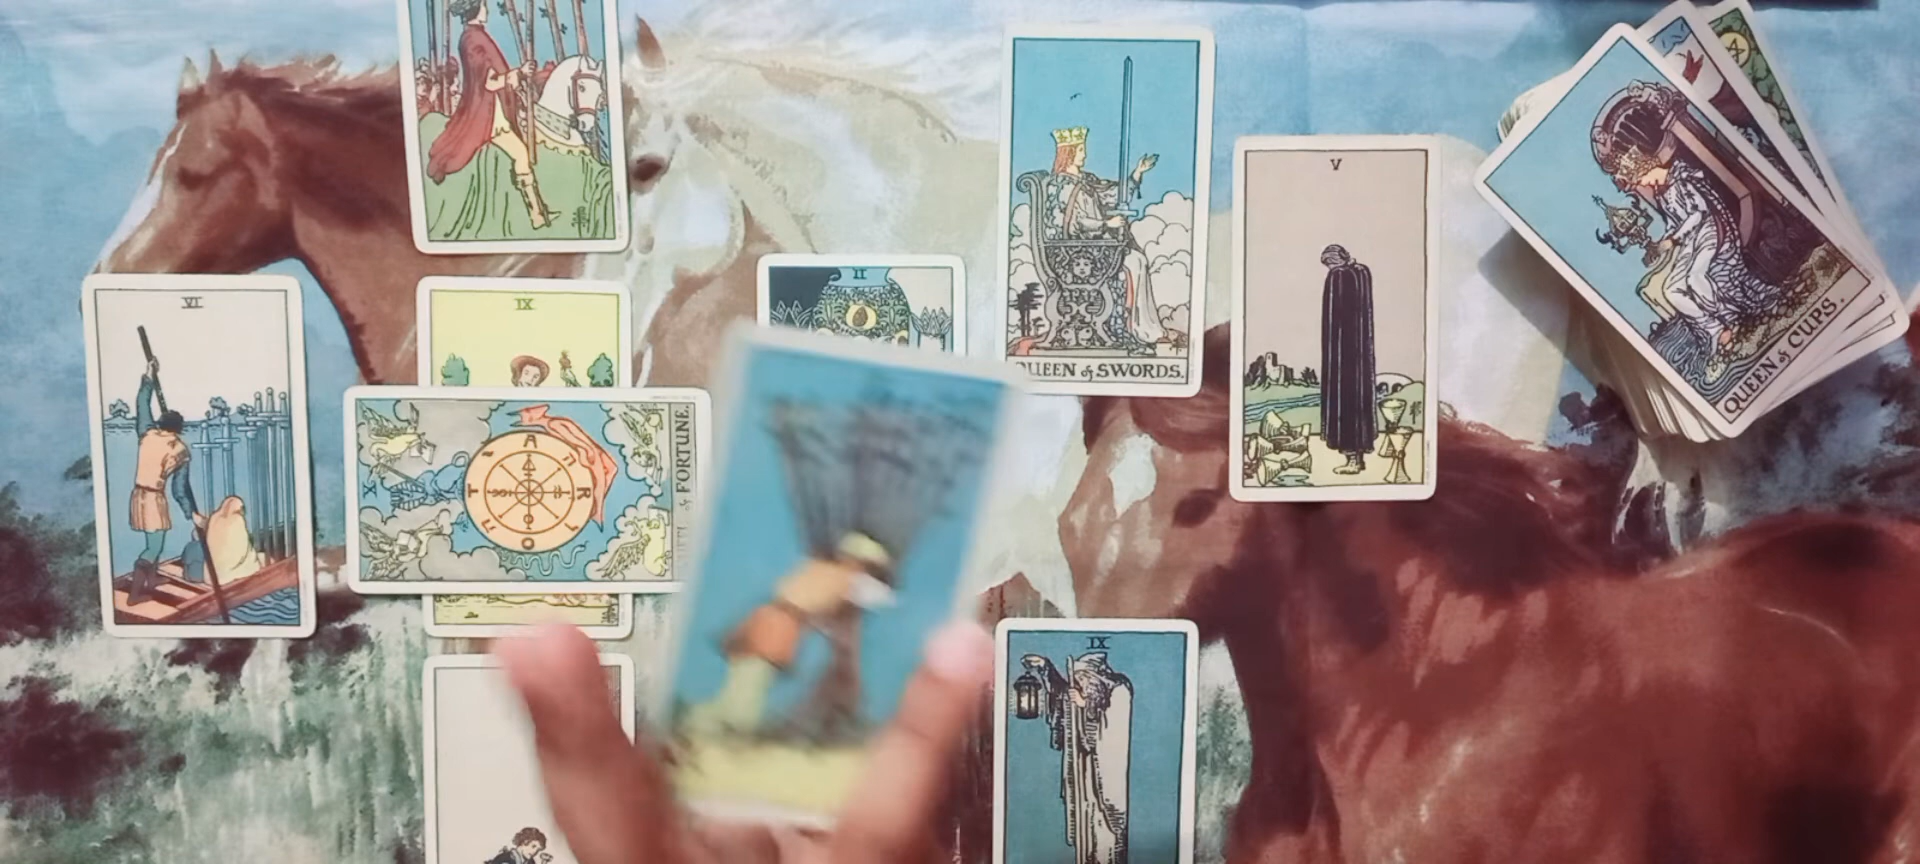 II
QUEEN of SWORDS.
V
QUEEN of CUPS.
VI
IX
X
WHEEL of FORTUNE.
T
A
R
O
IX